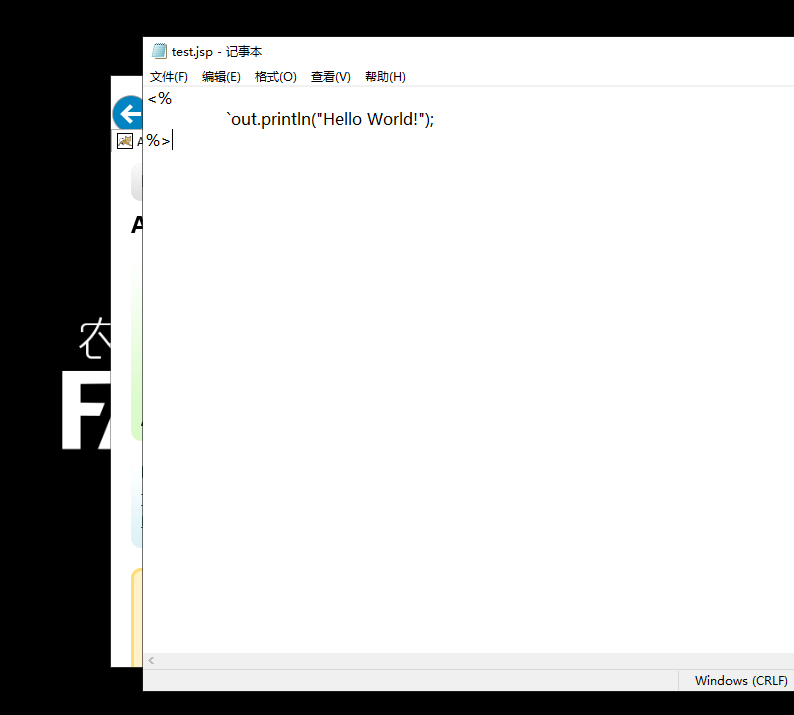 test.jsp - 记事本
文件(F) 编辑(E) 格式(O) 查看(V) 帮助(H)
<%
`out.println("Hello World!");
%>
A
A
农
FA
Windows (CRLF)